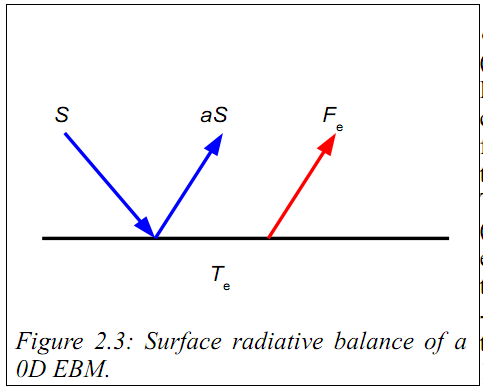 S aS Fe
Te
Figure 2.3: Surface radiative balance of a
0D EBM.